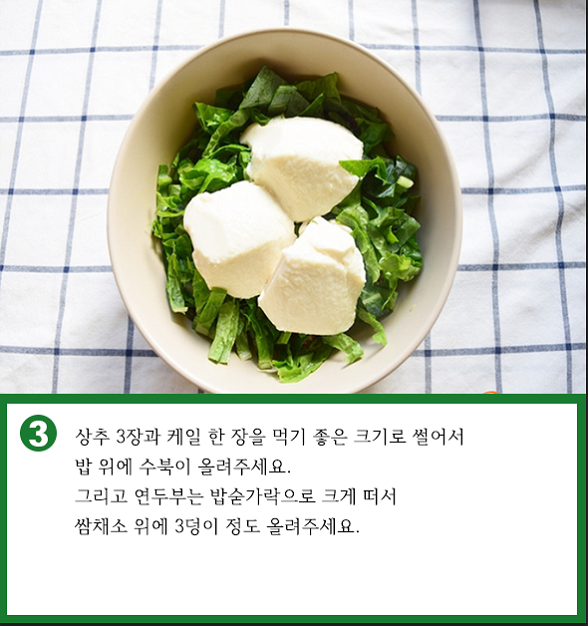 3
상추 3장과 케일 한 장을 먹기 좋은 크기로 썰어서
밥 위에 수북이 올려주세요.
그리고 연두부는 밥숟가락으로 크게 떠서
쌈채소 위에 3덩이 정도 올려주세요.